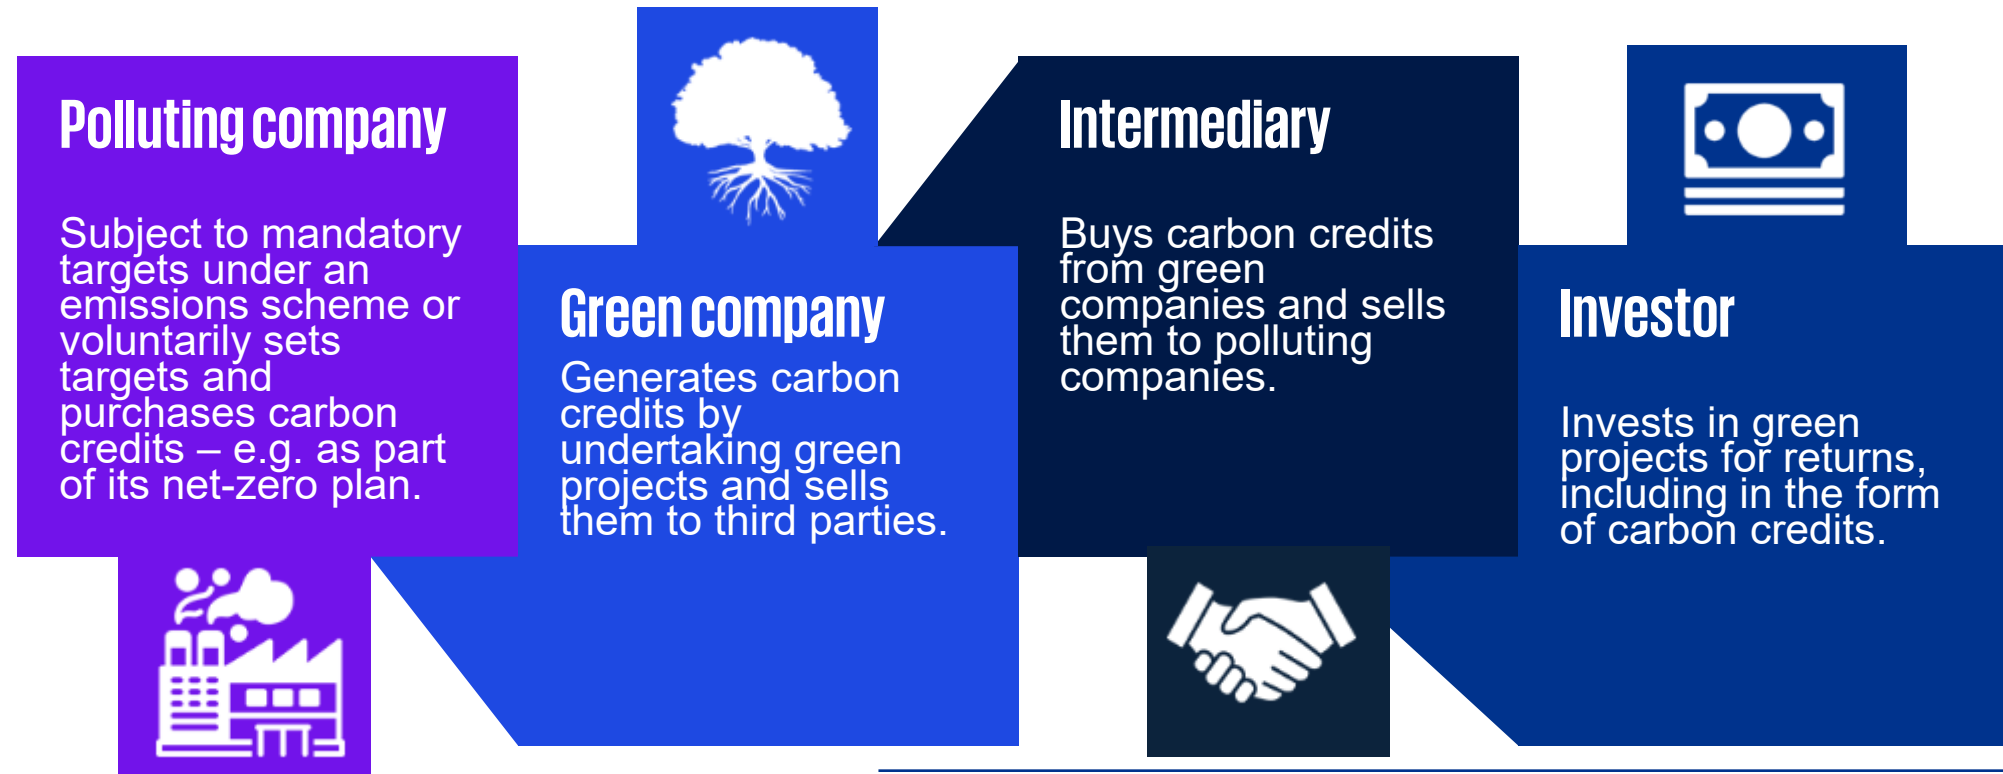 Polluting company
Subject to mandatory
targets under an
emissions scheme or
voluntarily sets
targets and
purchases carbon
credits – e.g. as part
of its net-zero plan.
Green company
Generates carbon
credits by
undertaking green
projects and sells
them to third parties.
Intermediary
Buys carbon credits
from green
companies and sells
them to polluting
companies.
Investor
Invests in green
projects for returns,
including in the form
of carbon credits.